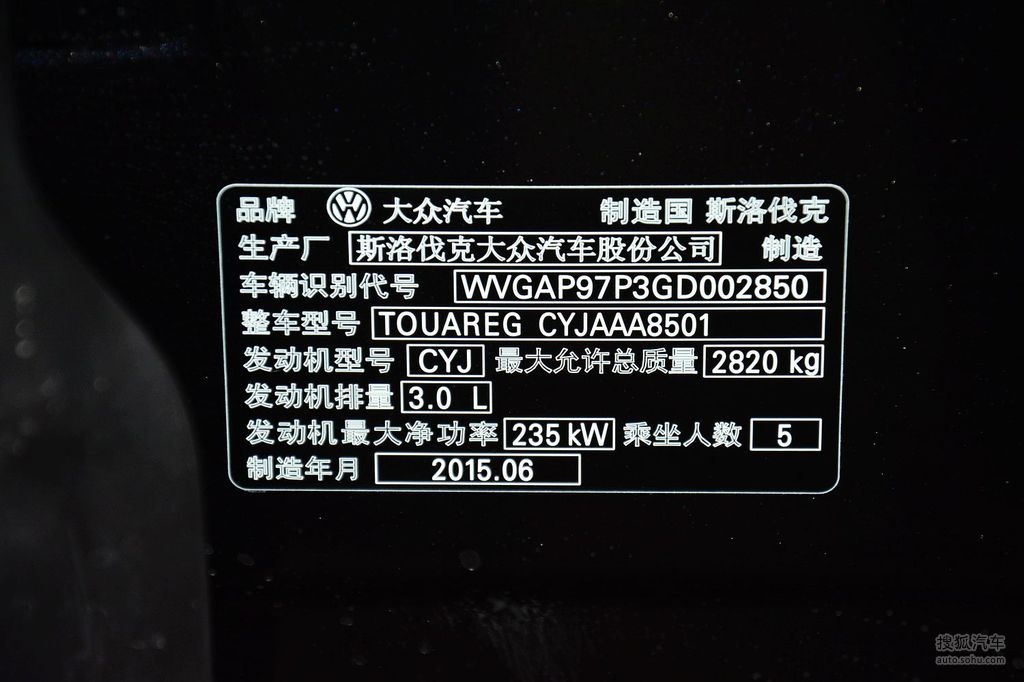 品牌 大众汽车 制造国 斯洛伐克
生产厂 斯洛伐克大众汽车股份公司 制造
车辆识别代号 WVGAP97P3GD002850
整车型号 TOUAREG CYJAAA8501
发动机型号 CYJ 最大允许总质量 2820 kg
发动机排量 3.0 L
发动机最大净功率 235 kW 乘坐人数 5
制造年月 2015.06
搜狐汽车
auto.sohu.com